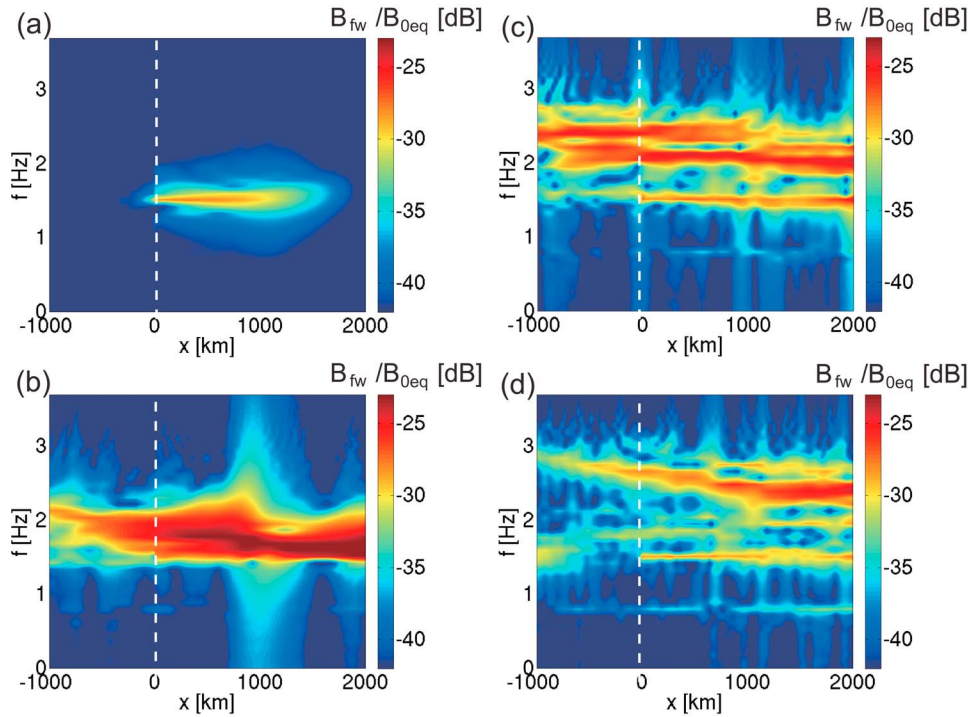 (a)
B_fw /B_0eq [dB]
f [Hz]
3
2
1
0
-1000 0 1000 2000
x [km]
-25
-30
-35
-40
(c)
B_fw /B_0eq [dB]
f [Hz]
3
2
1
0
-1000 0 1000 2000
x [km]
-25
-30
-35
-40
(b)
B_fw /B_0eq [dB]
f [Hz]
3
2
1
0
-1000 0 1000 2000
x [km]
-25
-30
-35
-40
(d)
B_fw /B_0eq [dB]
f [Hz]
3
2
1
0
-1000 0 1000 2000
x [km]
-25
-30
-35
-40